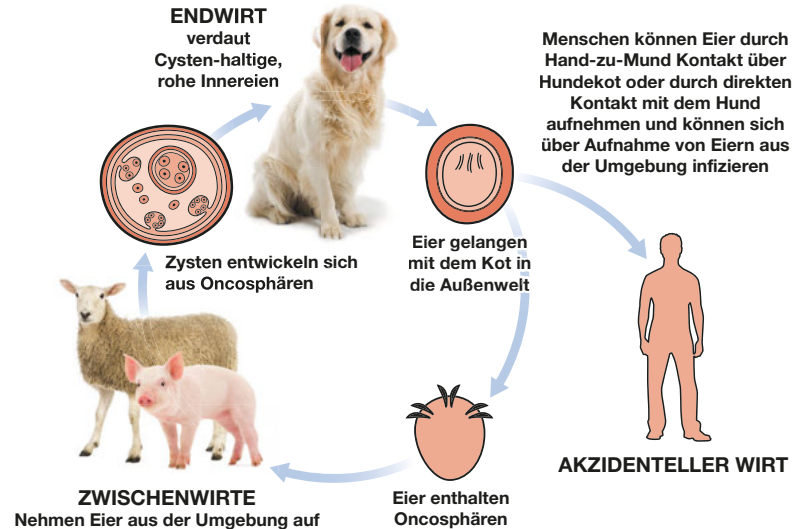 ENDWIRT
verdaut
Cysten-haltige,
rohe Innereien
Menschen können Eier durch
Hand-zu-Mund Kontakt über
Hundekot oder durch direkten
Kontakt mit dem Hund
aufnehmen und können sich
über Aufnahme von Eiern aus
der Umgebung infizieren
Eier gelangen
mit dem Kot in
die Außenwelt
Zysten entwickeln sich
aus Oncosphären
AKZIDENTELLER WIRT
ZWISCHENWIRTE
Nehmen Eier aus der Umgebung auf
Eier enthalten
Oncosphären